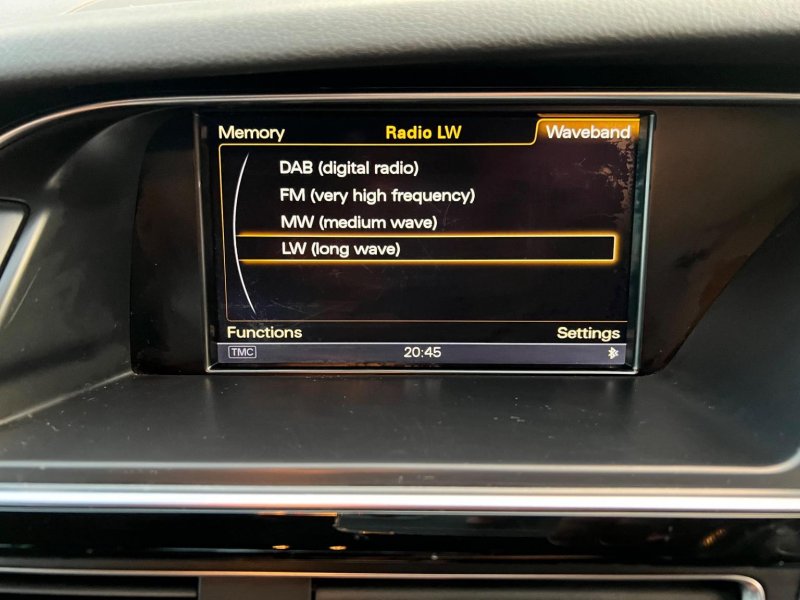 Memory Radio LW Waveband
DAB (digital radio)
FM (very high frequency)
MW (medium wave)
LW (long wave)
Functions Settings
TMC 20:45